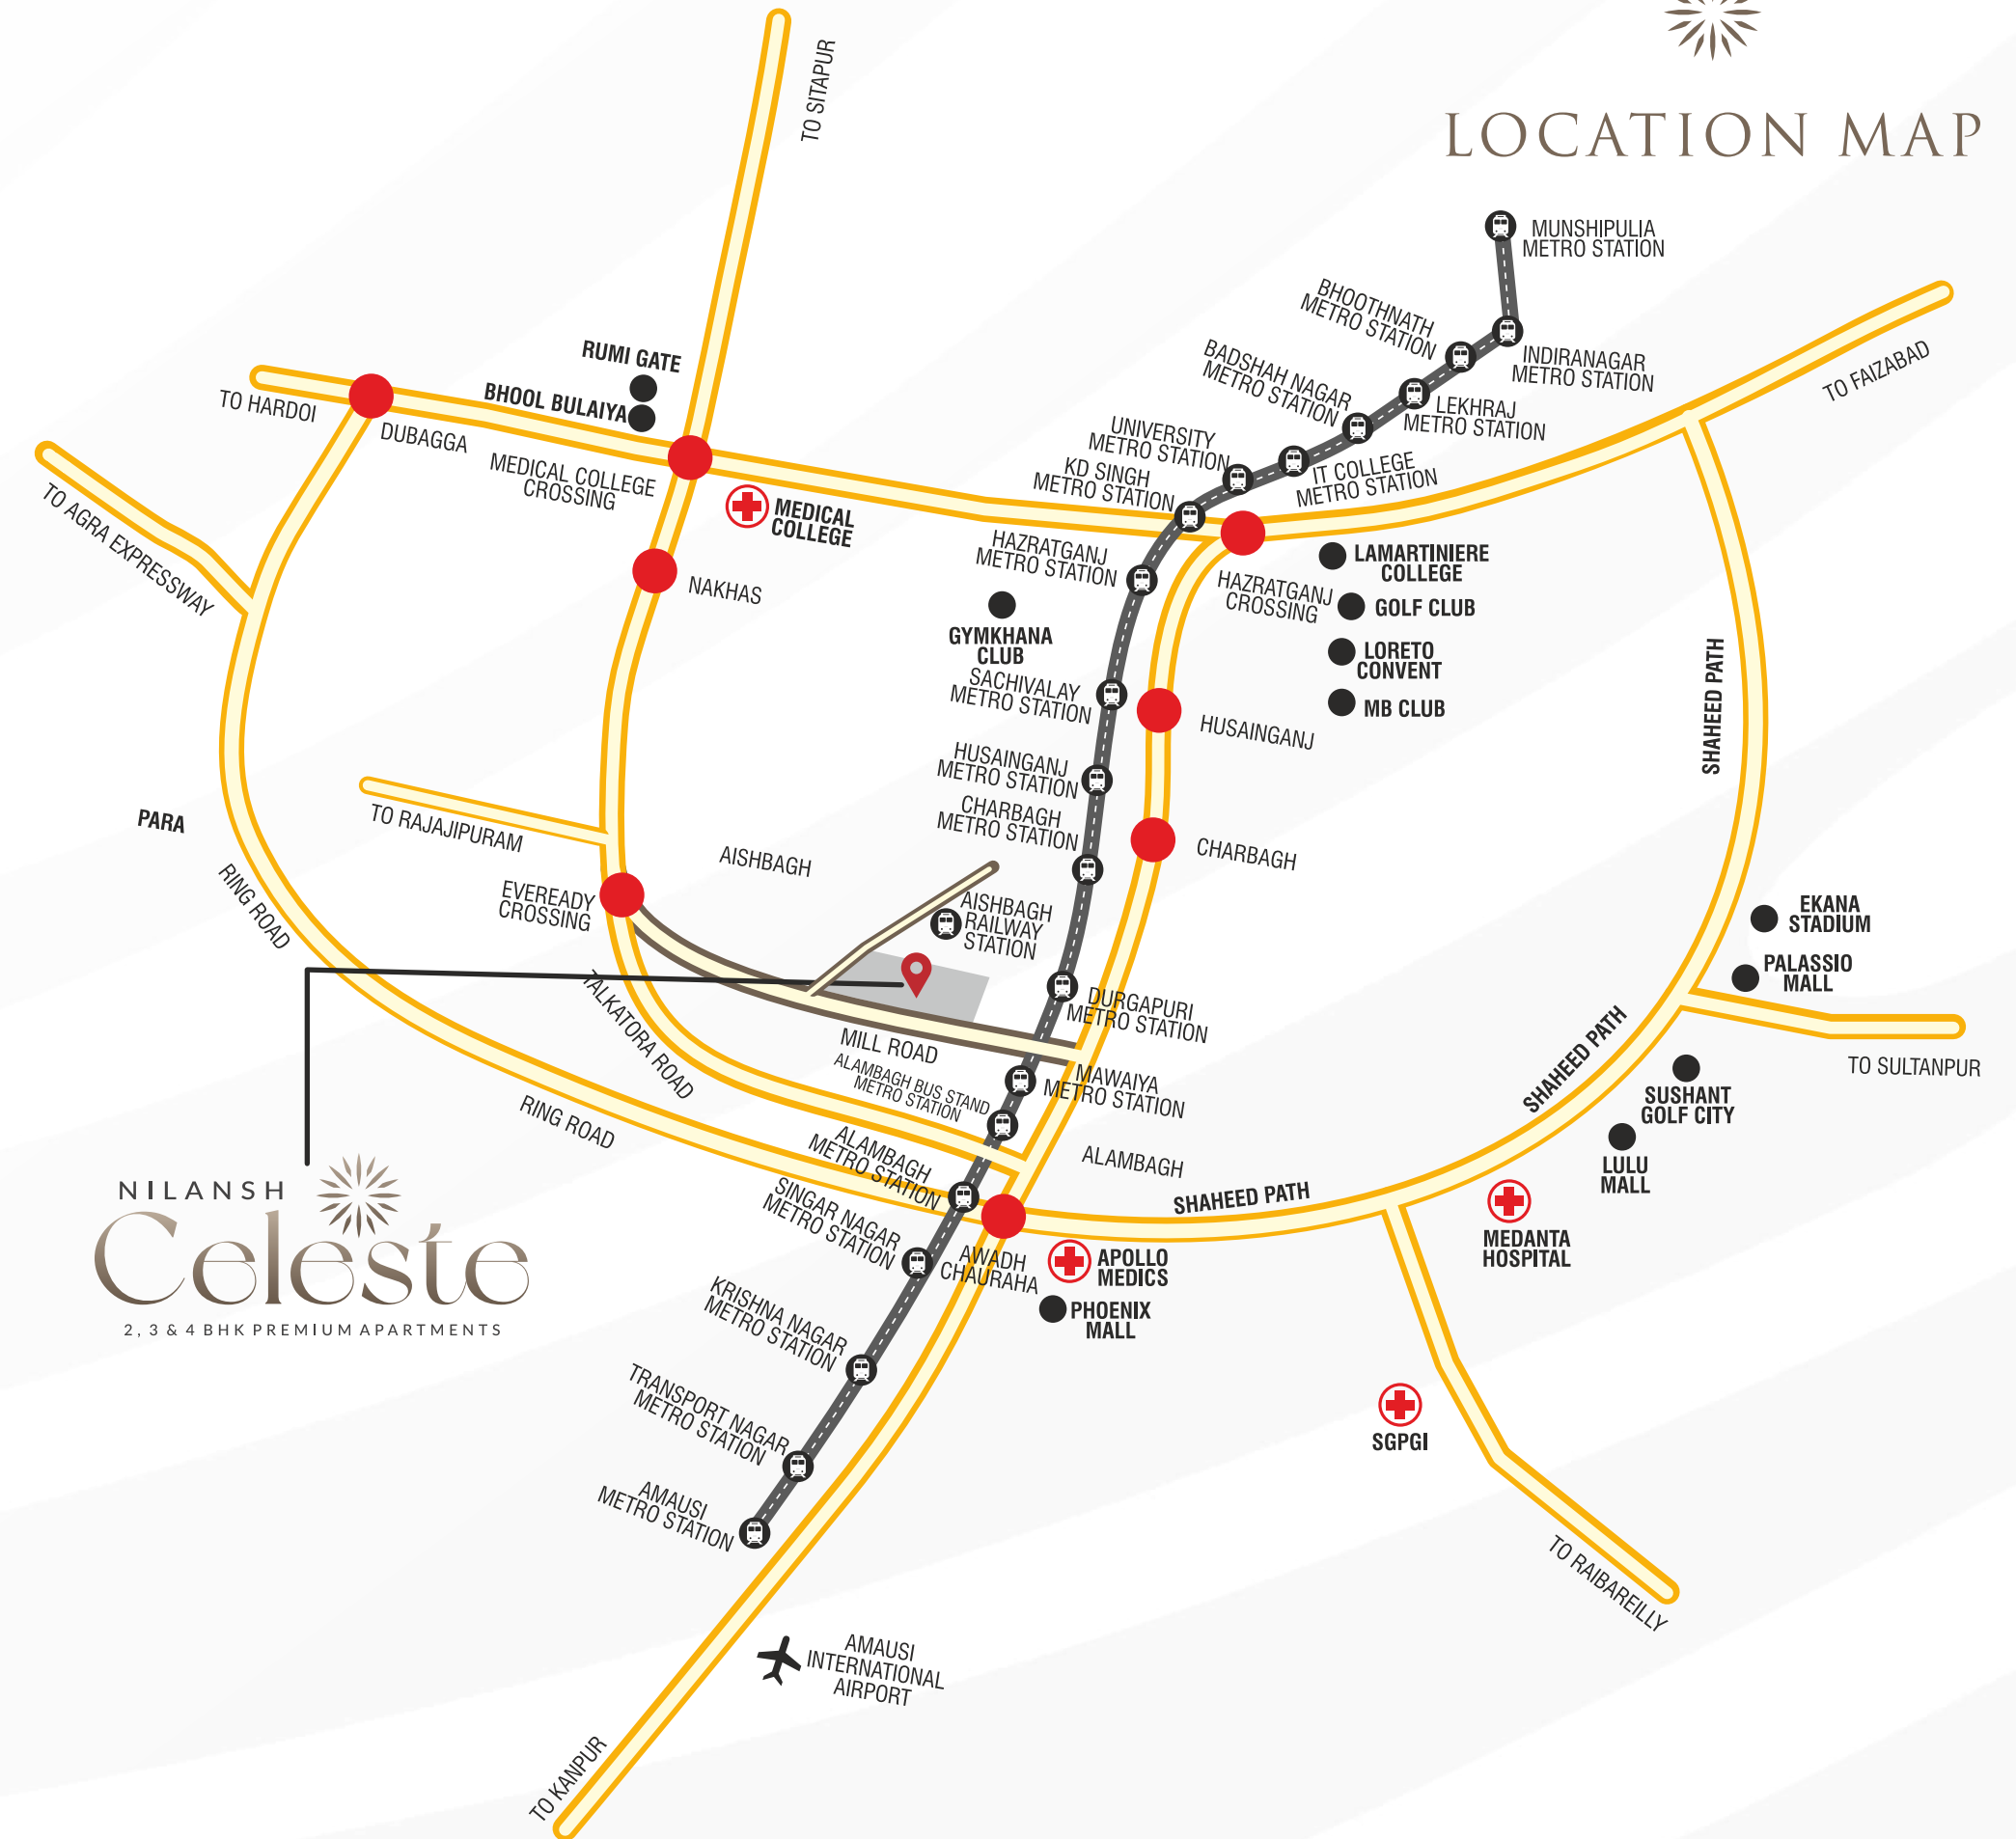 LOCATION MAP
TO SITAPUR
MUNSHIPULIA
METRO STATION
BHOOTHNATH
METRO STATION
INDIRANAGAR
METRO STATION
BADSHAH NAGAR
METRO STATION
LEKHRAJ
METRO STATION
TO FAIZABAD
RUMI GATE
BHOOL BULAIYA
TO HARDOI
DUBAGGA
UNIVERSITY
METRO STATION
KD SINGH
METRO STATION
IT COLLEGE
METRO STATION
MEDICAL COLLEGE
CROSSING
MEDICAL
COLLEGE
TO AGRA EXPRESSWAY
NAKHAS
HAZRATGANJ
METRO STATION
HAZRATGANJ
CROSSING
LAMARTINIERE
COLLEGE
GOLF CLUB
GYMKHANA
CLUB
LORETO
CONVENT
MB CLUB
SACHIVALAY
METRO STATION
HUSAINGANJ
SHAHEED PATH
HUSAINGANJ
METRO STATION
CHARBAGH
METRO STATION
CHARBAGH
PARA
TO RAJAJIPURAM
AISHBAGH
RING ROAD
EVEREADY
CROSSING
AISHBAGH
RAILWAY
STATION
EKANA
STADIUM
PALASSIO
MALL
TALKATORA ROAD
DURGAPURI
METRO STATION
MILL ROAD
ALAMBAGH BUS STAND
METRO STATION
MAWAIYA
METRO STATION
SHAHEED PATH
TO SULTANPUR
SUSHANT
GOLF CITY
RING ROAD
ALAMBAGH
METRO STATION
ALAMBAGH
LULU
MALL
SHAHEED PATH
NILANSH
Celeste
2, 3 & 4 BHK PREMIUM APARTMENTS
SINGAR NAGAR
METRO STATION
AWADH
CHAURAHA
APOLLO
MEDICS
MEDANTA
HOSPITAL
PHOENIX
MALL
KRISHNA NAGAR
METRO STATION
TRANSPORT NAGAR
METRO STATION
SGPGI
AMAUSI
METRO STATION
TO RAIBAREILLY
AMAUSI
INTERNATIONAL
AIRPORT
TO KANPUR